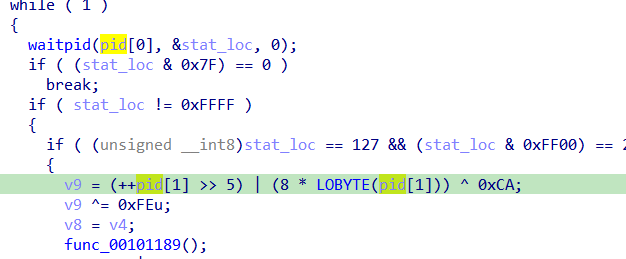 while ( 1 )
{
waitpid(pid[0], &stat_loc, 0);
if ( (stat_loc & 0x7F) == 0 )
break;
if ( stat_loc != 0xFFFF )
{
if ( (unsigned __int8)stat_loc == 127 && (stat_loc & 0xFF00) ==
{
v9 = (++pid[1] >> 5) | (8 * LOBYTE(pid[1])) ^ 0xCA;
v9 ^= 0xFEu;
v8 = v4;
func_00101189();